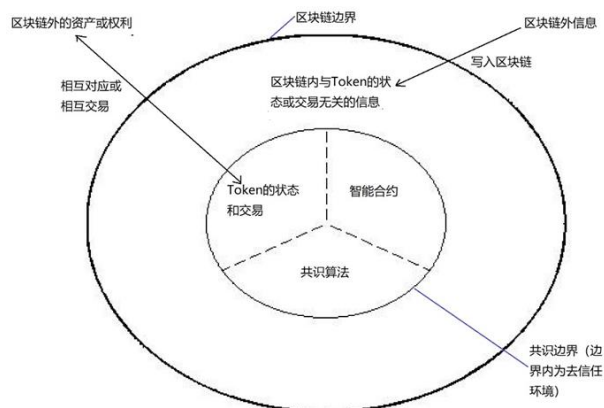 区块链外的资产或权利
区块链边界
区块链外信息
写入区块链
相互对应或
相互交易
区块链内与Token的状
态或交易无关的信息
Token的状态
和交易
智能合约
共识算法
共识边界（边
界内为去信任
环境）